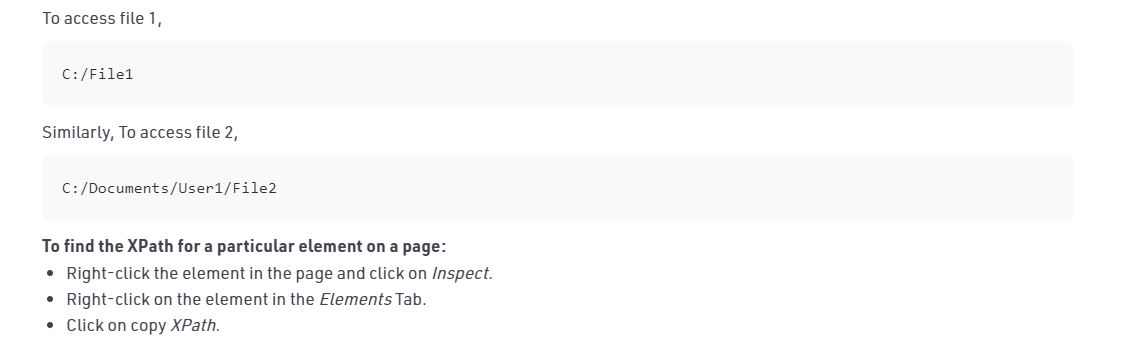 To access file 1,
C:/File1
Similarly, To access file 2,
C:/Documents/User1/File2
To find the XPath for a particular element on a page:
• Right-click the element in the page and click on Inspect.
• Right-click on the element in the Elements Tab.
• Click on copy XPath.